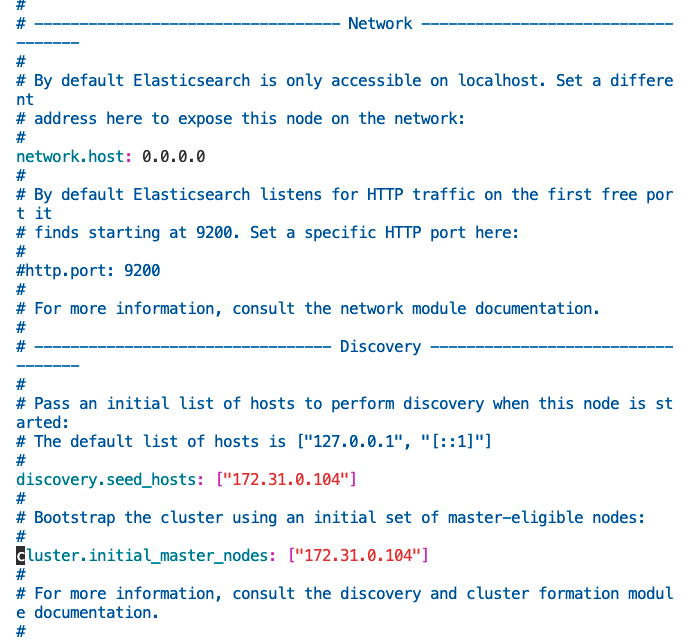 #
# ---------------------------------- Network ----------------------------
-------
#
# By default Elasticsearch is only accessible on localhost. Set a differe
nt
# address here to expose this node on the network:
#
network.host: 0.0.0.0
#
# By default Elasticsearch listens for HTTP traffic on the first free por
t it
# finds starting at 9200. Set a specific HTTP port here:
#
#http.port: 9200
#
# For more information, consult the network module documentation.
#
# --------------------------------- Discovery ---------------------------
-------
#
# Pass an initial list of hosts to perform discovery when this node is st
arted:
# The default list of hosts is ["127.0.0.1", "[::1]"]
#
discovery.seed_hosts: ["172.31.0.104"]
#
# Bootstrap the cluster using an initial set of master-eligible nodes:
#
cluster.initial_master_nodes: ["172.31.0.104"]
#
# For more information, consult the discovery and cluster formation modul
e documentation.
#